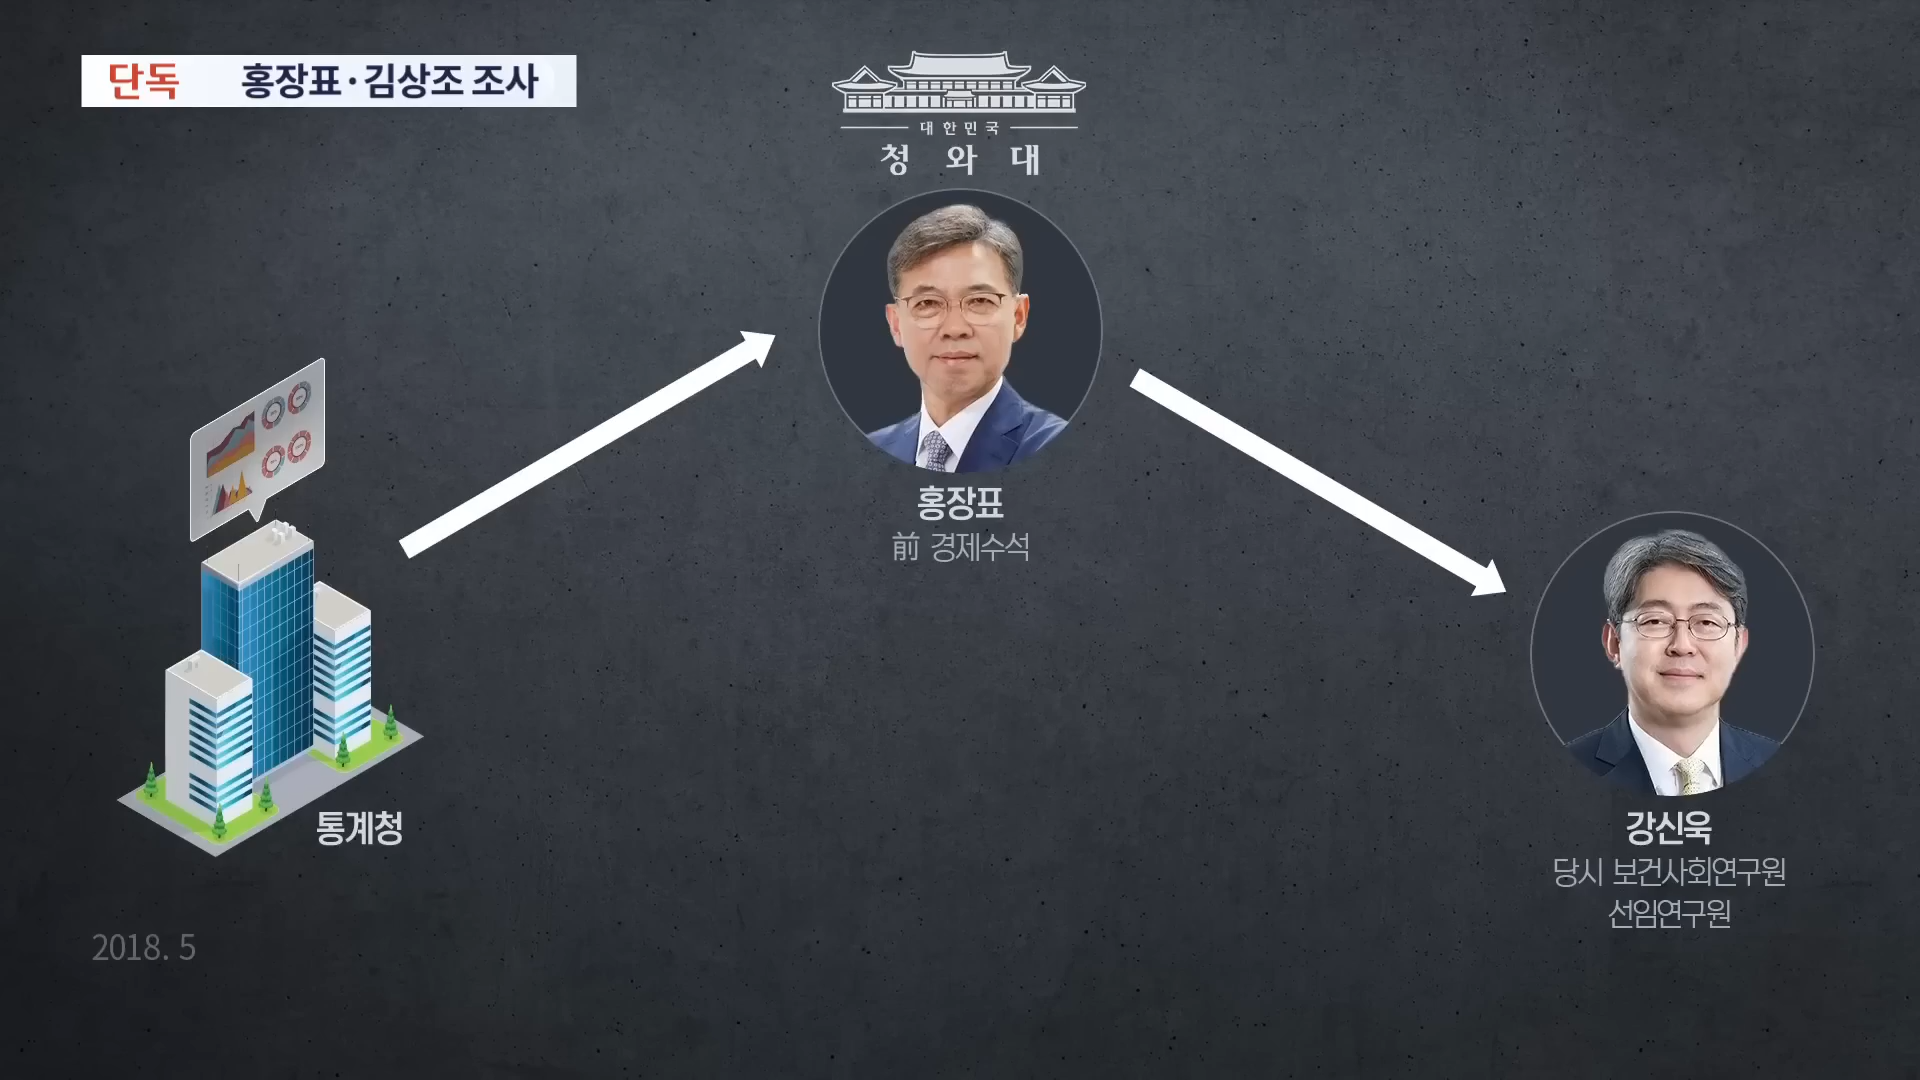 단독 홍장표·김상조 조사
대한민국
청와대
홍장표
前 경제수석
통계청
강신욱
당시 보건사회연구원
선임연구원
2018. 5